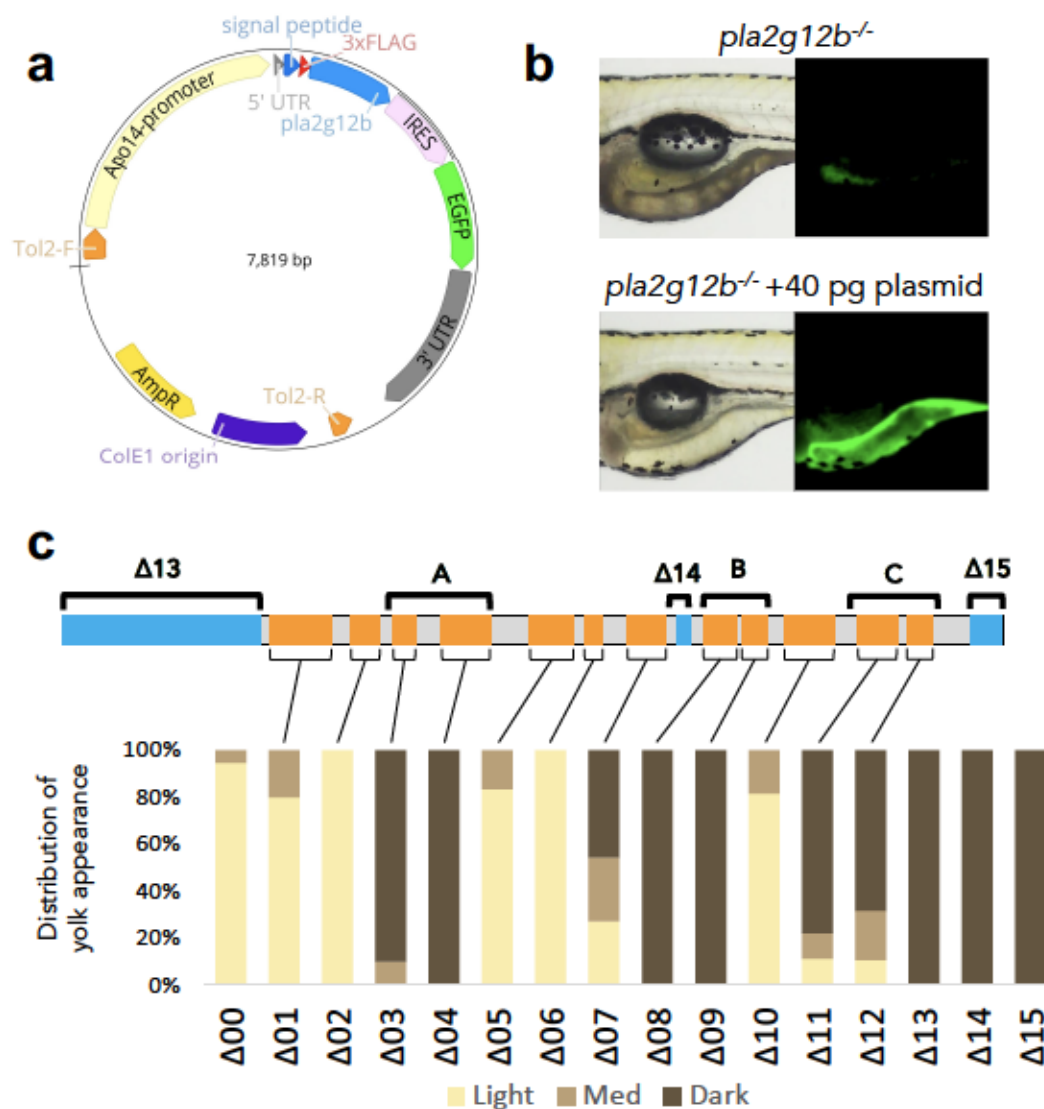 a
signal peptide
3xFLAG
5' UTR
pla2g12b
IRES
EGFP
3' UTR
Tol2-R
ColE1 origin
AmpR
Tol2-F
Apo14-promoter
7,819 bp
b
pla2g12b-/-
pla2g12b-/- +40 pg plasmid
c
Δ13
A
Δ14
B
C
Δ15
Distribution of
yolk appearance
100%
80%
60%
40%
20%
0%
Δ00
Δ01
Δ02
Δ03
Δ04
Δ05
Δ06
Δ07
Δ08
Δ09
Δ10
Δ11
Δ12
Δ13
Δ14
Δ15
Light
Med
Dark